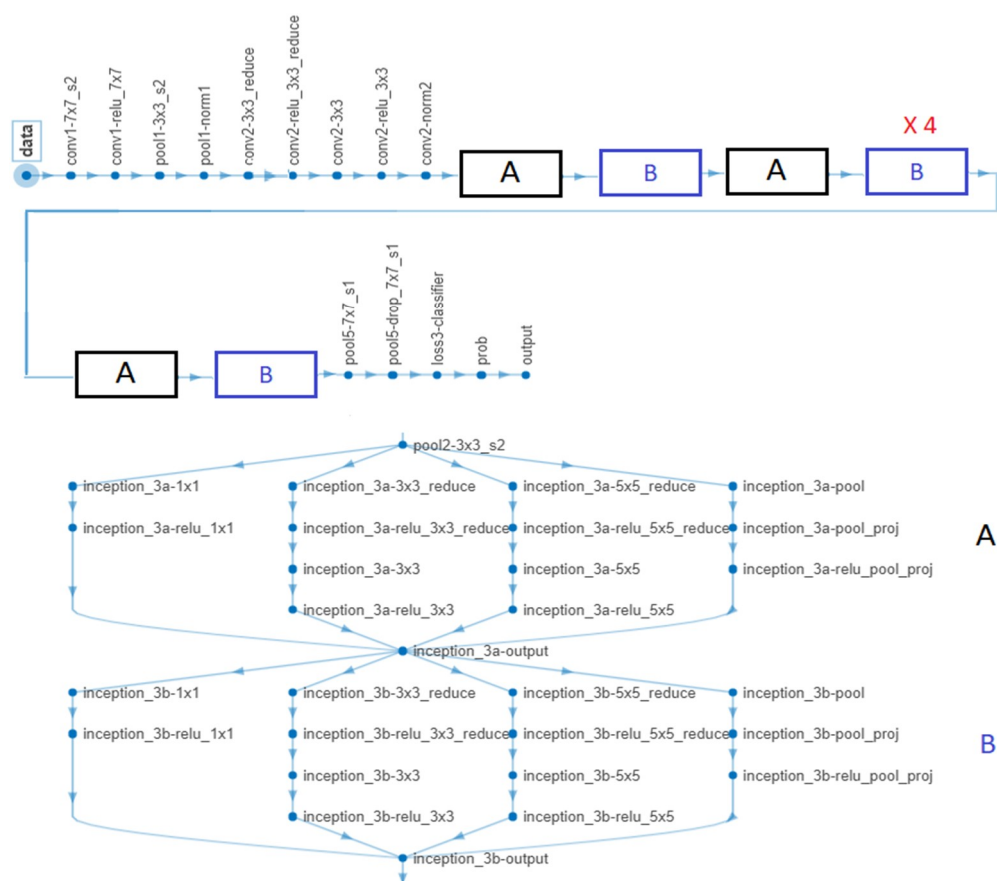 data
conv1-7x7_s2
conv1-relu_7x7
pool1-3x3_s2
pool1-norm1
conv2-3x3_reduce
conv2-relu_3x3_reduce
conv2-3x3
conv2-relu_3x3
conv2-norm2
X 4
A
B
A
B
A
B
pool5-7x7_s1
pool5-drop_7x7_s1
loss3-classifier
prob
output
pool2-3x3_s2
inception_3a-1x1
inception_3a-3x3_reduce
inception_3a-5x5_reduce
inception_3a-pool
inception_3a-relu_1x1
inception_3a-relu_3x3_reduce
inception_3a-relu_5x5_reduce
inception_3a-pool_proj
A
inception_3a-3x3
inception_3a-5x5
inception_3a-relu_pool_proj
inception_3a-relu_3x3
inception_3a-relu_5x5
inception_3a-output
inception_3b-1x1
inception_3b-3x3_reduce
inception_3b-5x5_reduce
inception_3b-pool
inception_3b-relu_1x1
inception_3b-relu_3x3_reduce
inception_3b-relu_5x5_reduce
inception_3b-pool_proj
B
inception_3b-3x3
inception_3b-5x5
inception_3b-relu_pool_proj
inception_3b-relu_3x3
inception_3b-relu_5x5
inception_3b-output